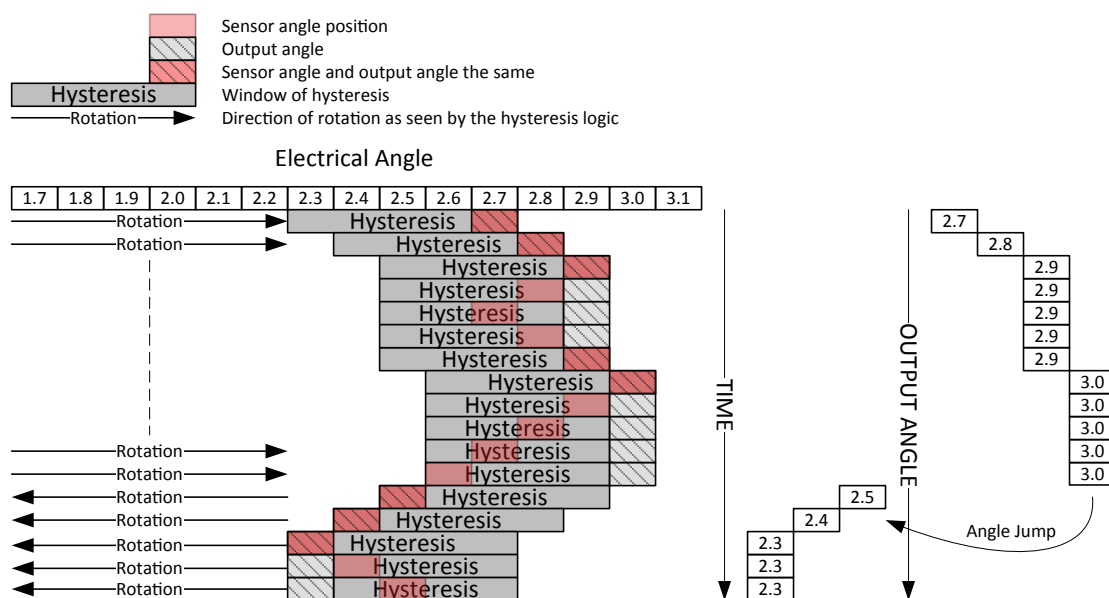 Sensor angle position
Output angle
Sensor angle and output angle the same
Hysteresis Window of hysteresis
Rotation Direction of rotation as seen by the hysteresis logic
Electrical Angle
1.7 1.8 1.9 2.0 2.1 2.2 2.3 2.4 2.5 2.6 2.7 2.8 2.9 3.0 3.1
Rotation Hysteresis 2.7
Rotation Hysteresis 2.8
Hysteresis 2.9
Hysteresis 2.9
Hysteresis 2.9
Hysteresis 2.9
Hysteresis 2.9
Hysteresis 3.0
Hysteresis 3.0
Hysteresis 3.0
Rotation Hysteresis 3.0
Rotation Hysteresis 3.0
Rotation Hysteresis 2.5
Rotation Hysteresis 2.4
Rotation Hysteresis 2.3
Rotation Hysteresis 2.3
Rotation Hysteresis 2.3
TIME
OUTPUT ANGLE
Angle Jump